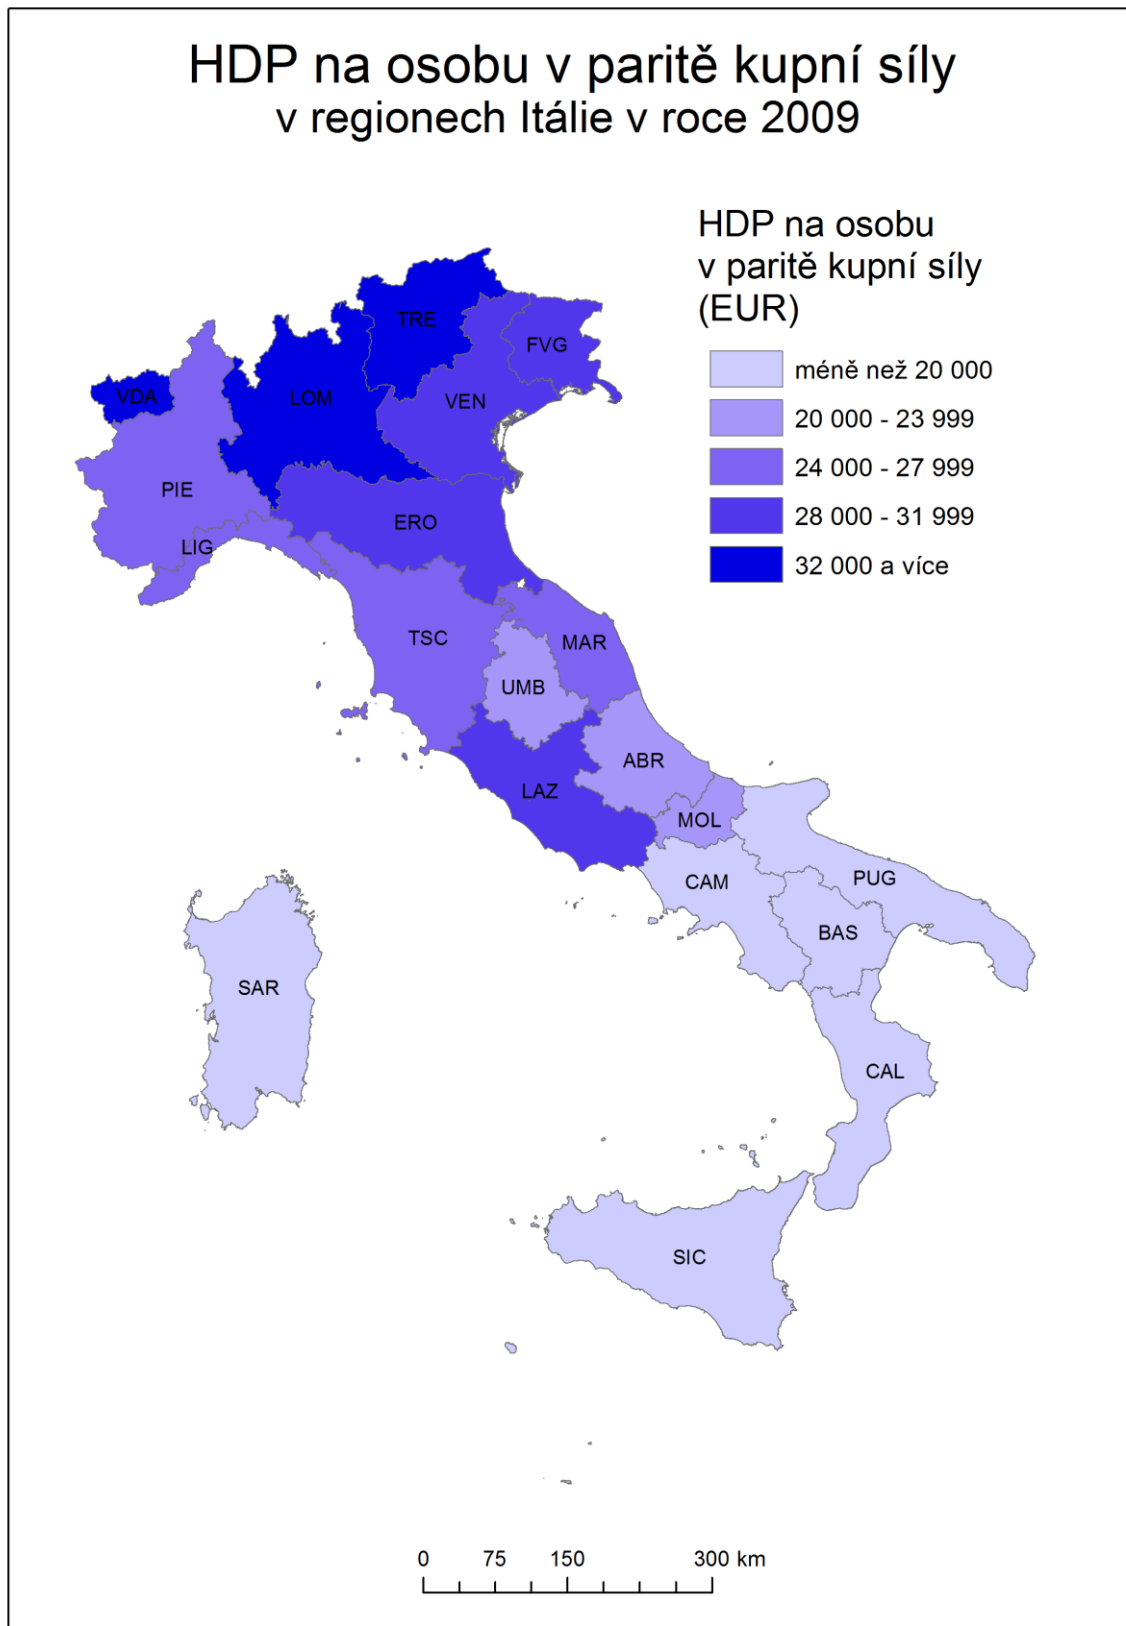 HDP na osobu v paritě kupní síly
v regionech Itálie v roce 2009
HDP na osobu
v paritě kupní síly
(EUR)
méně než 20 000
20 000 - 23 999
24 000 - 27 999
28 000 - 31 999
32 000 a více
TRE
FVG
VDA
LOM
VEN
PIE
ERO
LIG
TSC
MAR
UMB
ABR
LAZ
MOL
CAM
PUG
BAS
SAR
CAL
SIC
0 75 150 300 km